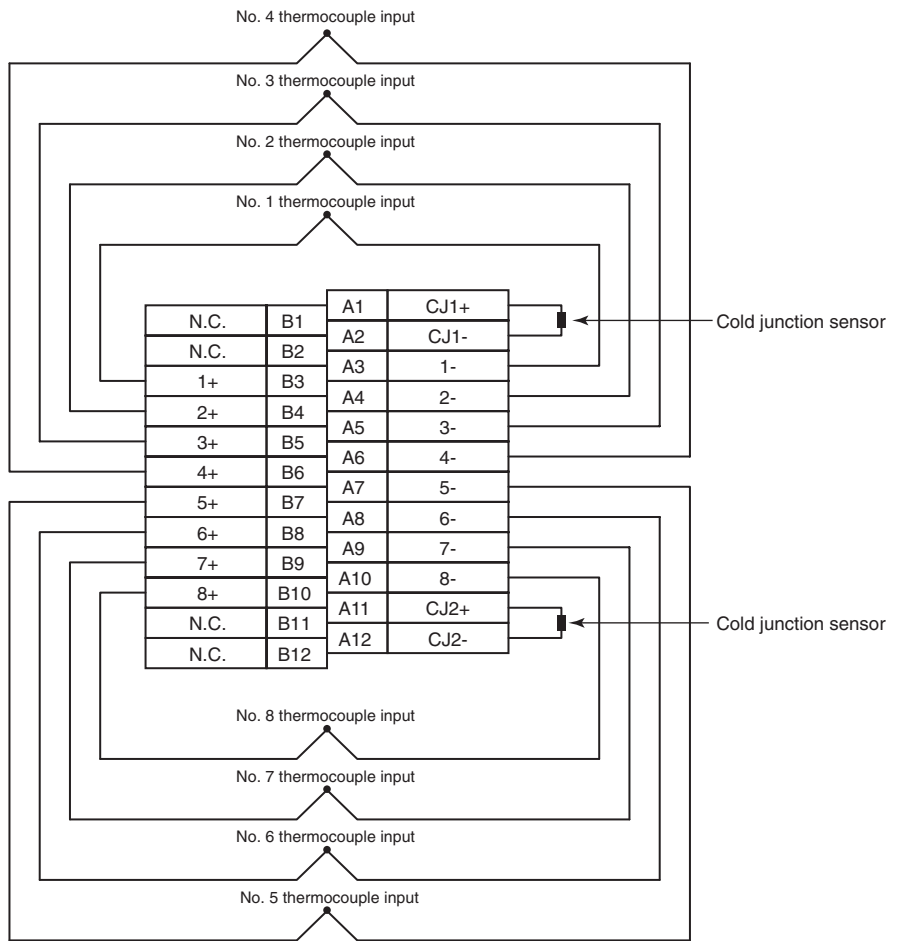 No. 4 thermocouple input
No. 3 thermocouple input
No. 2 thermocouple input
No. 1 thermocouple input
A1 CJ1+
N.C. B1
Cold junction sensor
A2 CJ1-
N.C. B2
A3 1-
1+ B3
A4 2-
2+ B4
A5 3-
3+ B5
A6 4-
4+ B6
A7 5-
5+ B7
A8 6-
6+ B8
A9 7-
7+ B9
A10 8-
8+ B10
A11 CJ2+
N.C. B11
Cold junction sensor
A12 CJ2-
N.C. B12
No. 8 thermocouple input
No. 7 thermocouple input
No. 6 thermocouple input
No. 5 thermocouple input